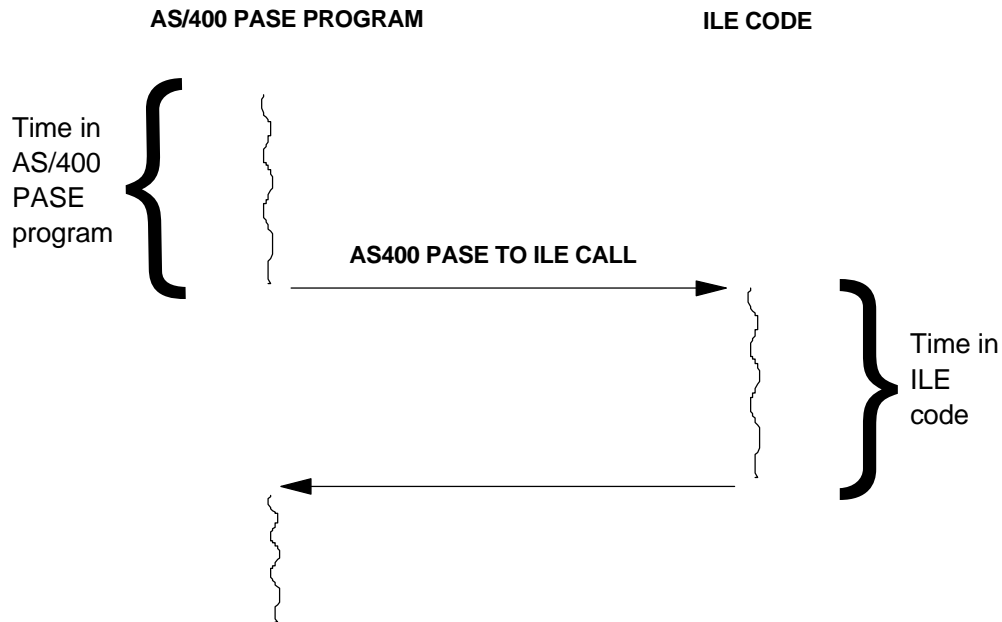 AS/400 PASE PROGRAM
ILE CODE
Time in
AS/400
PASE
program
AS400 PASE TO ILE CALL
Time in
ILE
code